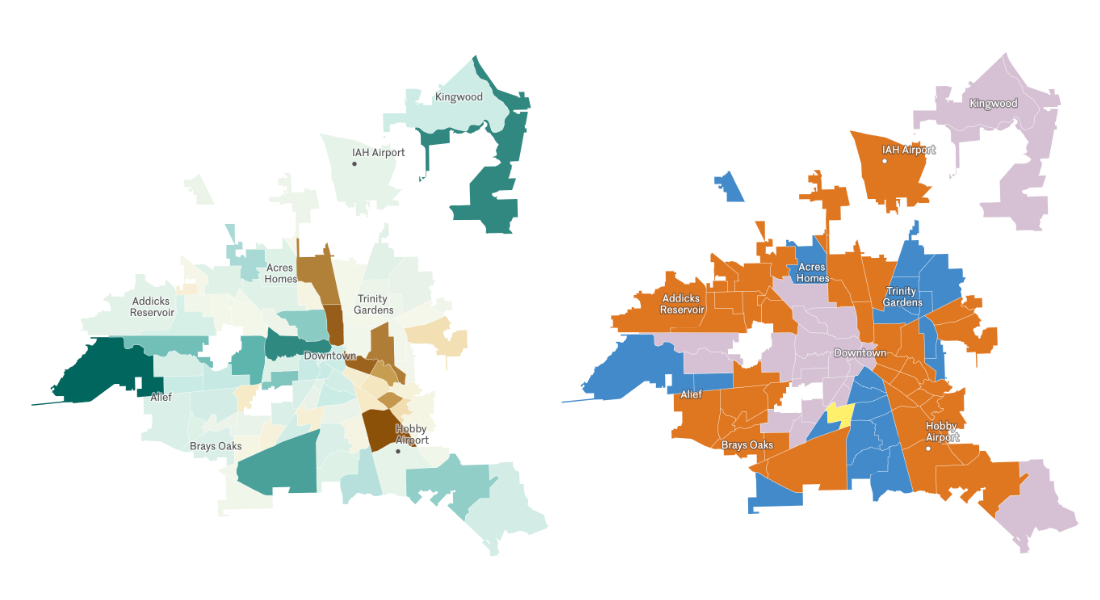 Kingwood
IAH Airport
Acres
Homes
Addicks
Reservoir
Trinity
Gardens
Downtown
Alief
Brays Oaks
Hobby
Airport
Kingwood
IAH Airport
Acres
Homes
Trinity
Gardens
Addicks
Reservoir
Downtown
Alief
Hobby
Airport
Brays Oaks